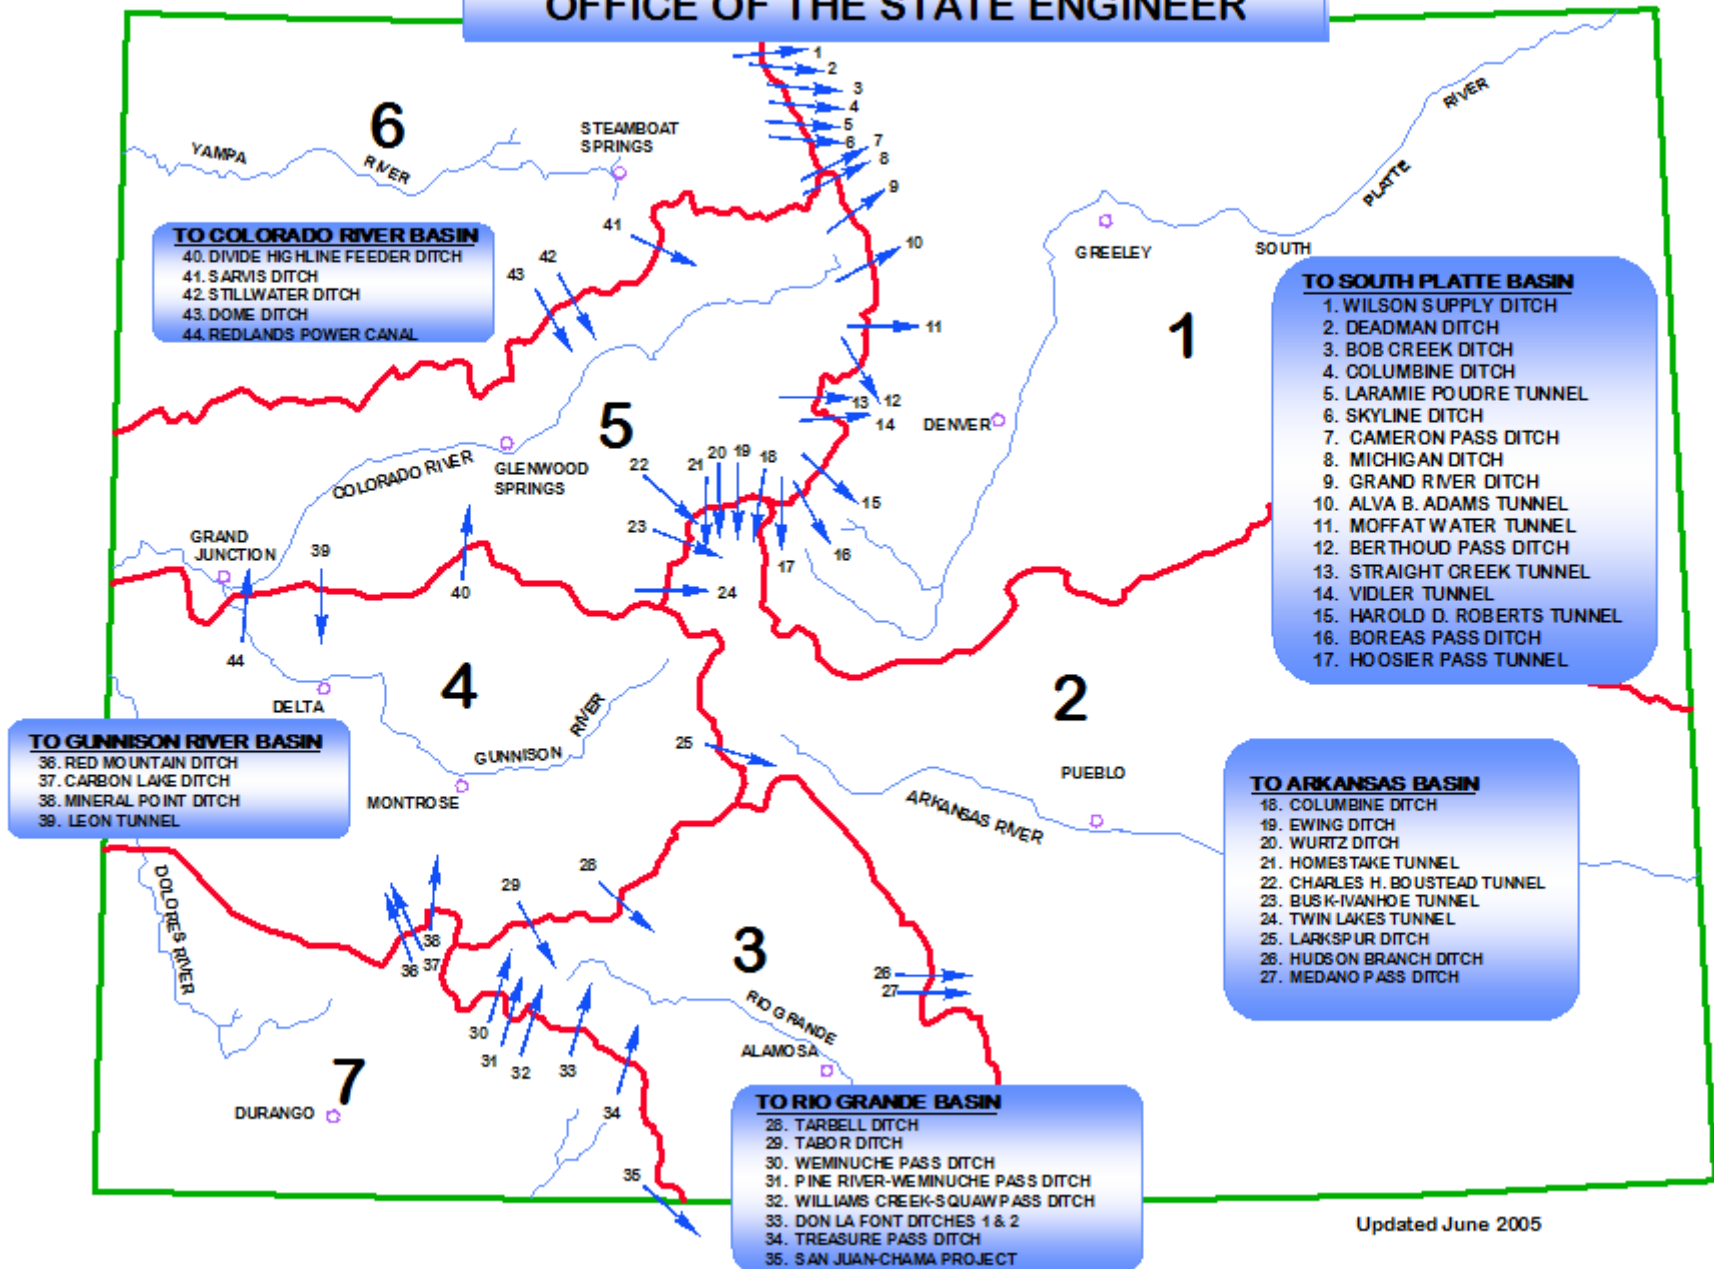 OFFICE OF THE STATE ENGINEER
1
2
3
4
5
6
7
8
9
10
11
12
13
14
15
16
17
18
19
20
21
22
23
24
25
26
27
28
29
30
31
32
33
34
35
36
37
38
39
40
41
42
43
44
6
YAMPA
RIVER
STEAMBOAT
SPRINGS
TO COLORADO RIVER BASIN
40. DIVIDE HIGHLINE FEEDER DITCH
41. SARVIS DITCH
42. STILLWATER DITCH
43. DOME DITCH
44. REDLANDS POWER CANAL
RIVER
PLATTE
SOUTH
GREELEY
1
DENVER
TO SOUTH PLATTE BASIN
1. WILSON SUPPLY DITCH
2. DEADMAN DITCH
3. BOB CREEK DITCH
4. COLUMBINE DITCH
5. LARAMIE POUDRE TUNNEL
6. SKYLINE DITCH
7. CAMERON PASS DITCH
8. MICHIGAN DITCH
9. GRAND RIVER DITCH
10. ALVA B. ADAMS TUNNEL
11. MOFFAT WATER TUNNEL
12. BERTHOUD PASS DITCH
13. STRAIGHT CREEK TUNNEL
14. VIDLER TUNNEL
15. HAROLD D. ROBERTS TUNNEL
16. BOREAS PASS DITCH
17. HOOSIER PASS TUNNEL
5
COLORADO RIVER
GLENWOOD
SPRINGS
GRAND
JUNCTION
4
DELTA
GUNNISON
RIVER
MONTROSE
TO GUNNISON RIVER BASIN
36. RED MOUNTAIN DITCH
37. CARBON LAKE DITCH
38. MINERAL POINT DITCH
39. LEON TUNNEL
2
PUEBLO
ARKANSAS RIVER
TO ARKANSAS BASIN
18. COLUMBINE DITCH
19. EWING DITCH
20. WURTZ DITCH
21. HOMESTAKE TUNNEL
22. CHARLES H. BOUSTEAD TUNNEL
23. BUSK-IVANHOE TUNNEL
24. TWIN LAKES TUNNEL
25. LARKSPUR DITCH
26. HUDSON BRANCH DITCH
27. MEDANO PASS DITCH
DOLORES RIVER
7
DURANGO
3
RIO GRANDE
ALAMOSA
TO RIO GRANDE BASIN
28. TARBELL DITCH
29. TABOR DITCH
30. WEMINUCHE PASS DITCH
31. PINE RIVER-WEMINUCHE PASS DITCH
32. WILLIAMS CREEK-SQUAW PASS DITCH
33. DON LA FONT DITCHES 1 & 2
34. TREASURE PASS DITCH
35. SAN JUAN-CHAMA PROJECT
Updated June 2005